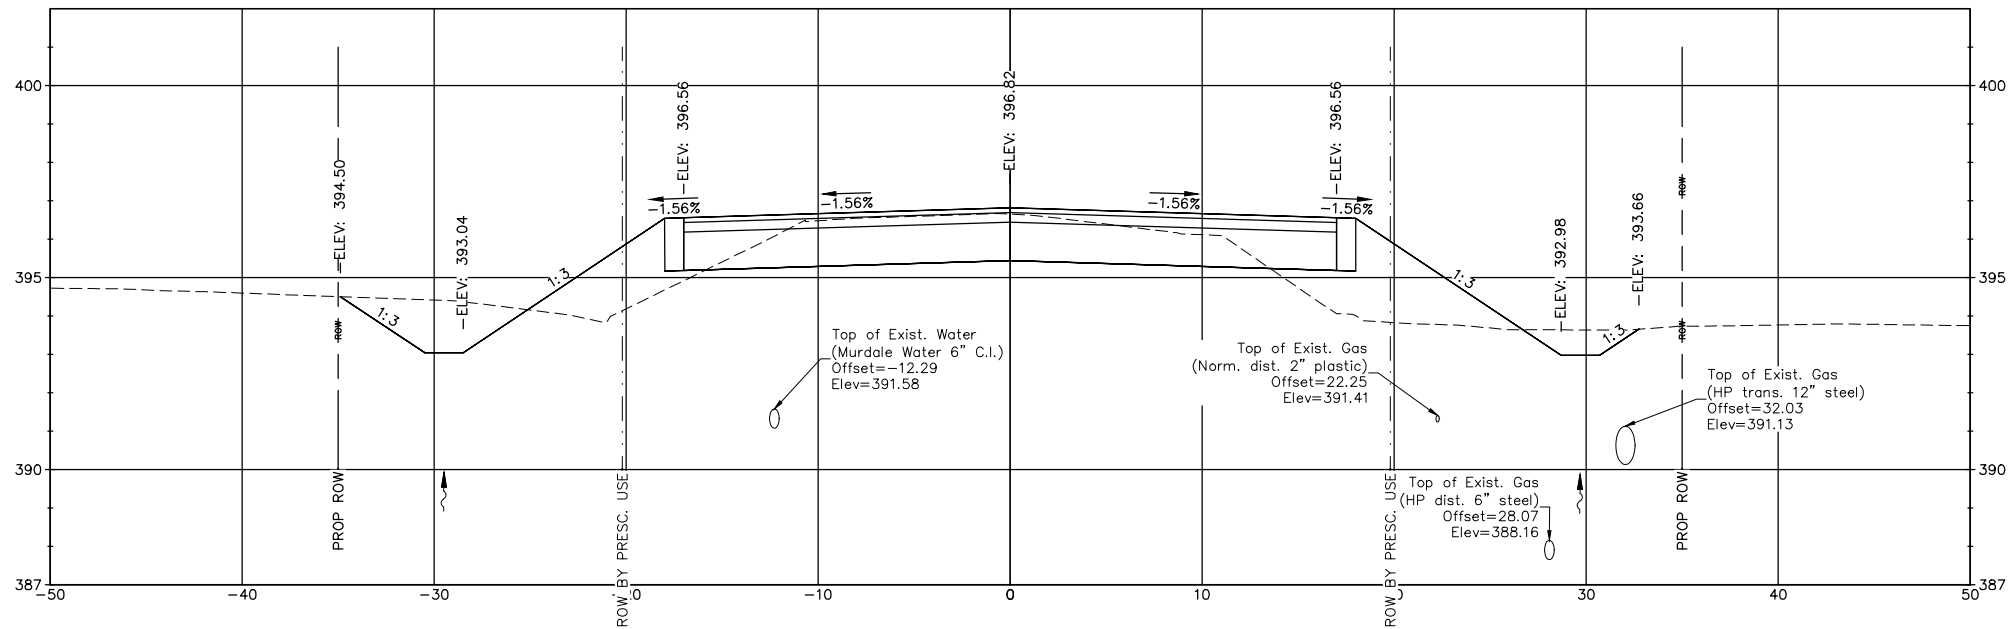 400
400
395
395
390
390
387
387
ELEV: 394.50
ELEV: 393.04
ELEV: 396.56
ELEV: 396.82
ELEV: 396.56
ELEV: 392.98
ELEV: 393.66
-1.56%
-1.56%
-1.56%
-1.56%
1:3
1:3
1:3
1:3
ROW
ROW
ROW
Top of Exist. Water
(Murdale Water 6" C.I.)
Offset=-12.29
Elev=391.58
Top of Exist. Gas
(Norm. dist. 2" plastic)
Offset=22.25
Elev=391.41
Top of Exist. Gas
(HP trans. 12" steel)
Offset=32.03
Elev=391.13
Top of Exist. Gas
(HP dist. 6" steel)
Offset=28.07
Elev=388.16
PROP ROW
ROW BY PRESC. USE
ROW BY PRESC. USE
PROP ROW
-50
-40
-30
-20
-10
0
10
30
40
50